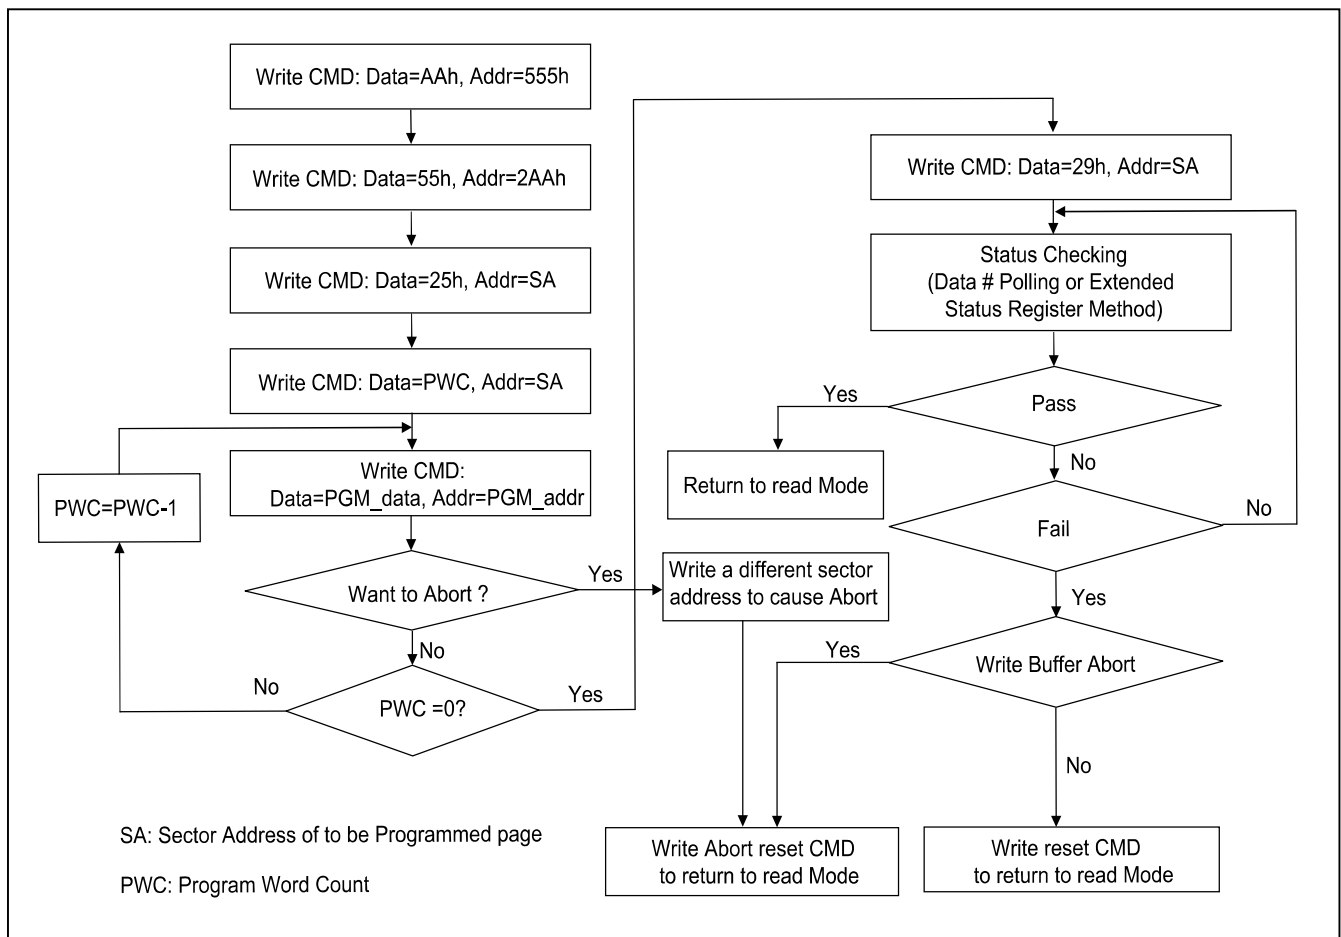 Write CMD: Data=AAh, Addr=555h
Write CMD: Data=55h, Addr=2AAh
Write CMD: Data=25h, Addr=SA
Write CMD: Data=PWC, Addr=SA
Write CMD:
Data=PGM_data, Addr=PGM_addr
PWC=PWC-1
Want to Abort ?
Yes
No
PWC =0?
No
Yes
Write a different sector
address to cause Abort
Write CMD: Data=29h, Addr=SA
Status Checking
(Data # Polling or Extended
Status Register Method)
Pass
Yes
Return to read Mode
No
Fail
No
Yes
Write Buffer Abort
Yes
No
Write Abort reset CMD
to return to read Mode
Write reset CMD
to return to read Mode
SA: Sector Address of to be Programmed page
PWC: Program Word Count